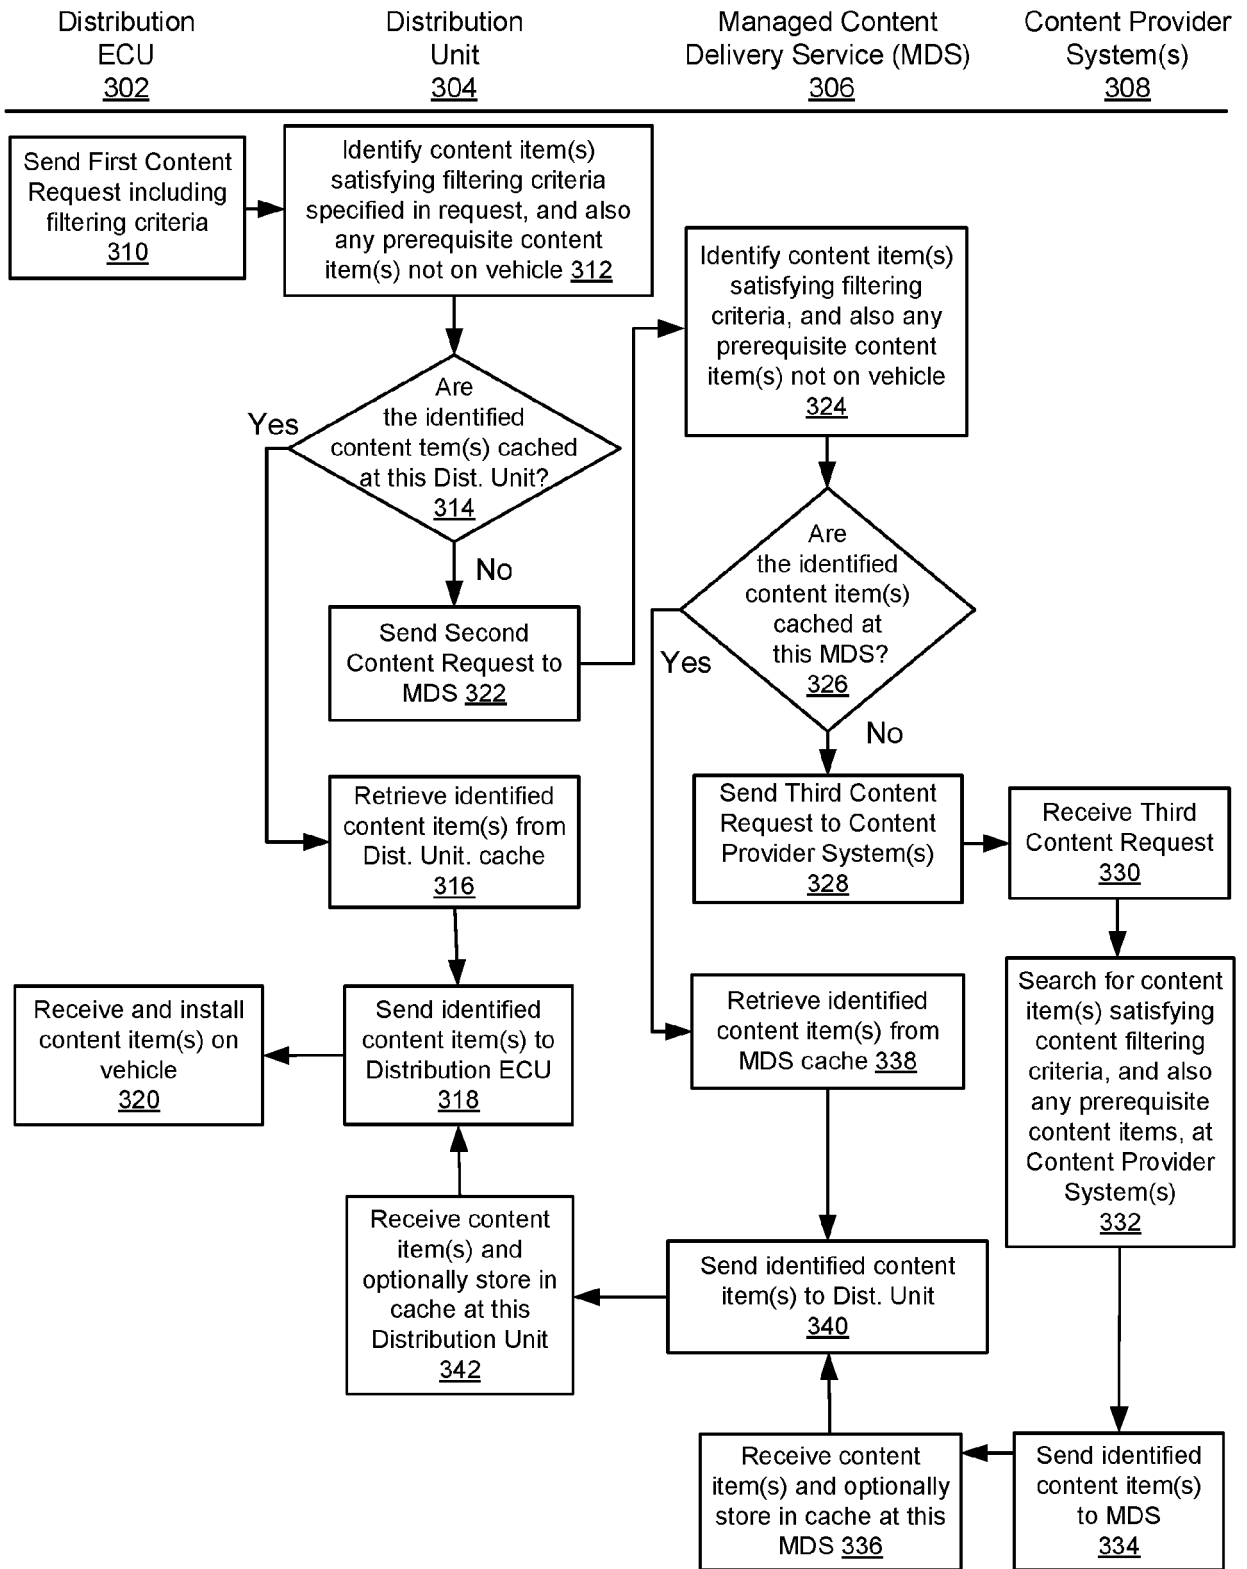 Distribution
ECU
302
Distribution
Unit
304
Managed Content
Delivery Service (MDS)
306
Content Provider
System(s)
308
Send First Content
Request including
filtering criteria
310
Identify content item(s)
satisfying filtering criteria
specified in request, and also
any prerequisite content
item(s) not on vehicle 312
Identify content item(s)
satisfying filtering
criteria, and also any
prerequisite content
item(s) not on vehicle
324
Are
the identified
content tem(s) cached
at this Dist. Unit?
314
Yes
No
Send Second
Content Request to
MDS 322
Are
the identified
content item(s)
cached at
this MDS?
326
Yes
No
Retrieve identified
content item(s) from
Dist. Unit. cache
316
Send Third Content
Request to Content
Provider System(s)
328
Receive Third
Content Request
330
Search for content
item(s) satisfying
content filtering
criteria, and also
any prerequisite
content items, at
Content Provider
System(s)
332
Receive and install
content item(s) on
vehicle
320
Send identified
content item(s) to
Distribution ECU
318
Retrieve identified
content item(s) from
MDS cache 338
Receive content
item(s) and
optionally store in
cache at this
Distribution Unit
342
Send identified content
item(s) to Dist. Unit
340
Receive content
item(s) and optionally
store in cache at this
MDS 336
Send identified
content item(s)
to MDS
334